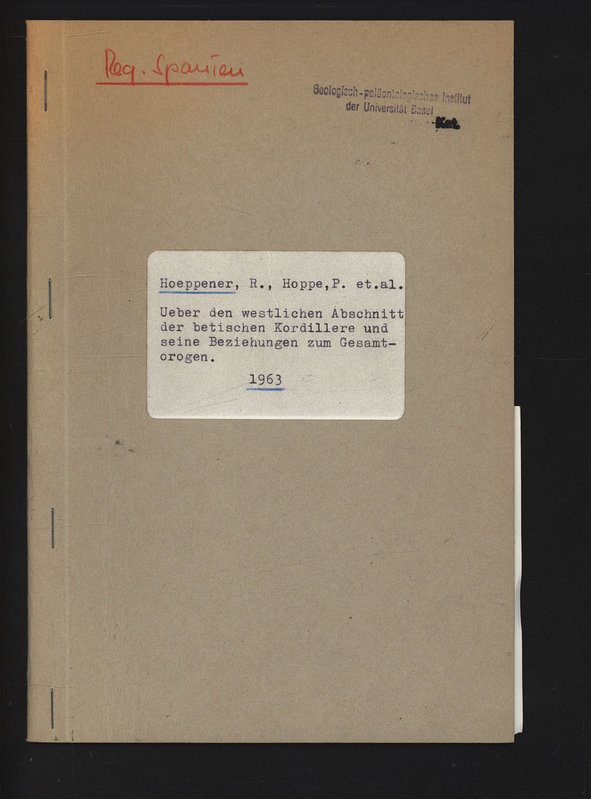 Reg. Spanien
Geologisch-paläontologisches Institut
der Universität Basel
Kat.
Hoeppener, R., Hoppe,P. et.al.
Ueber den westlichen Abschnitt
der betischen Kordillere und
seine Beziehungen zum Gesamt-
orogen.
1963